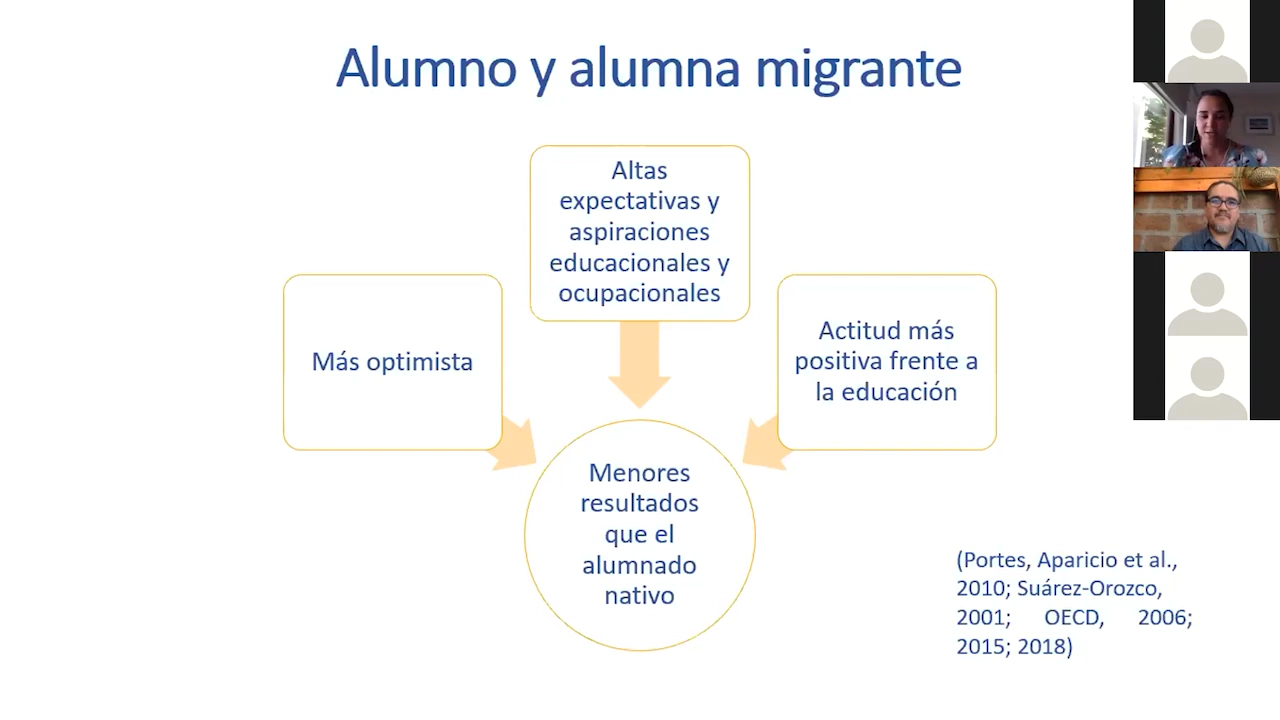 Alumno y alumna migrante
Altas
expectativas y
aspiraciones
educacionales y
ocupacionales
Más optimista
Actitud más
positiva frente a
la educación
Menores
resultados
que el
alumnado
nativo
(Portes, Aparicio et al.,
2010; Suárez-Orozco,
2001; OECD, 2006;
2015; 2018)